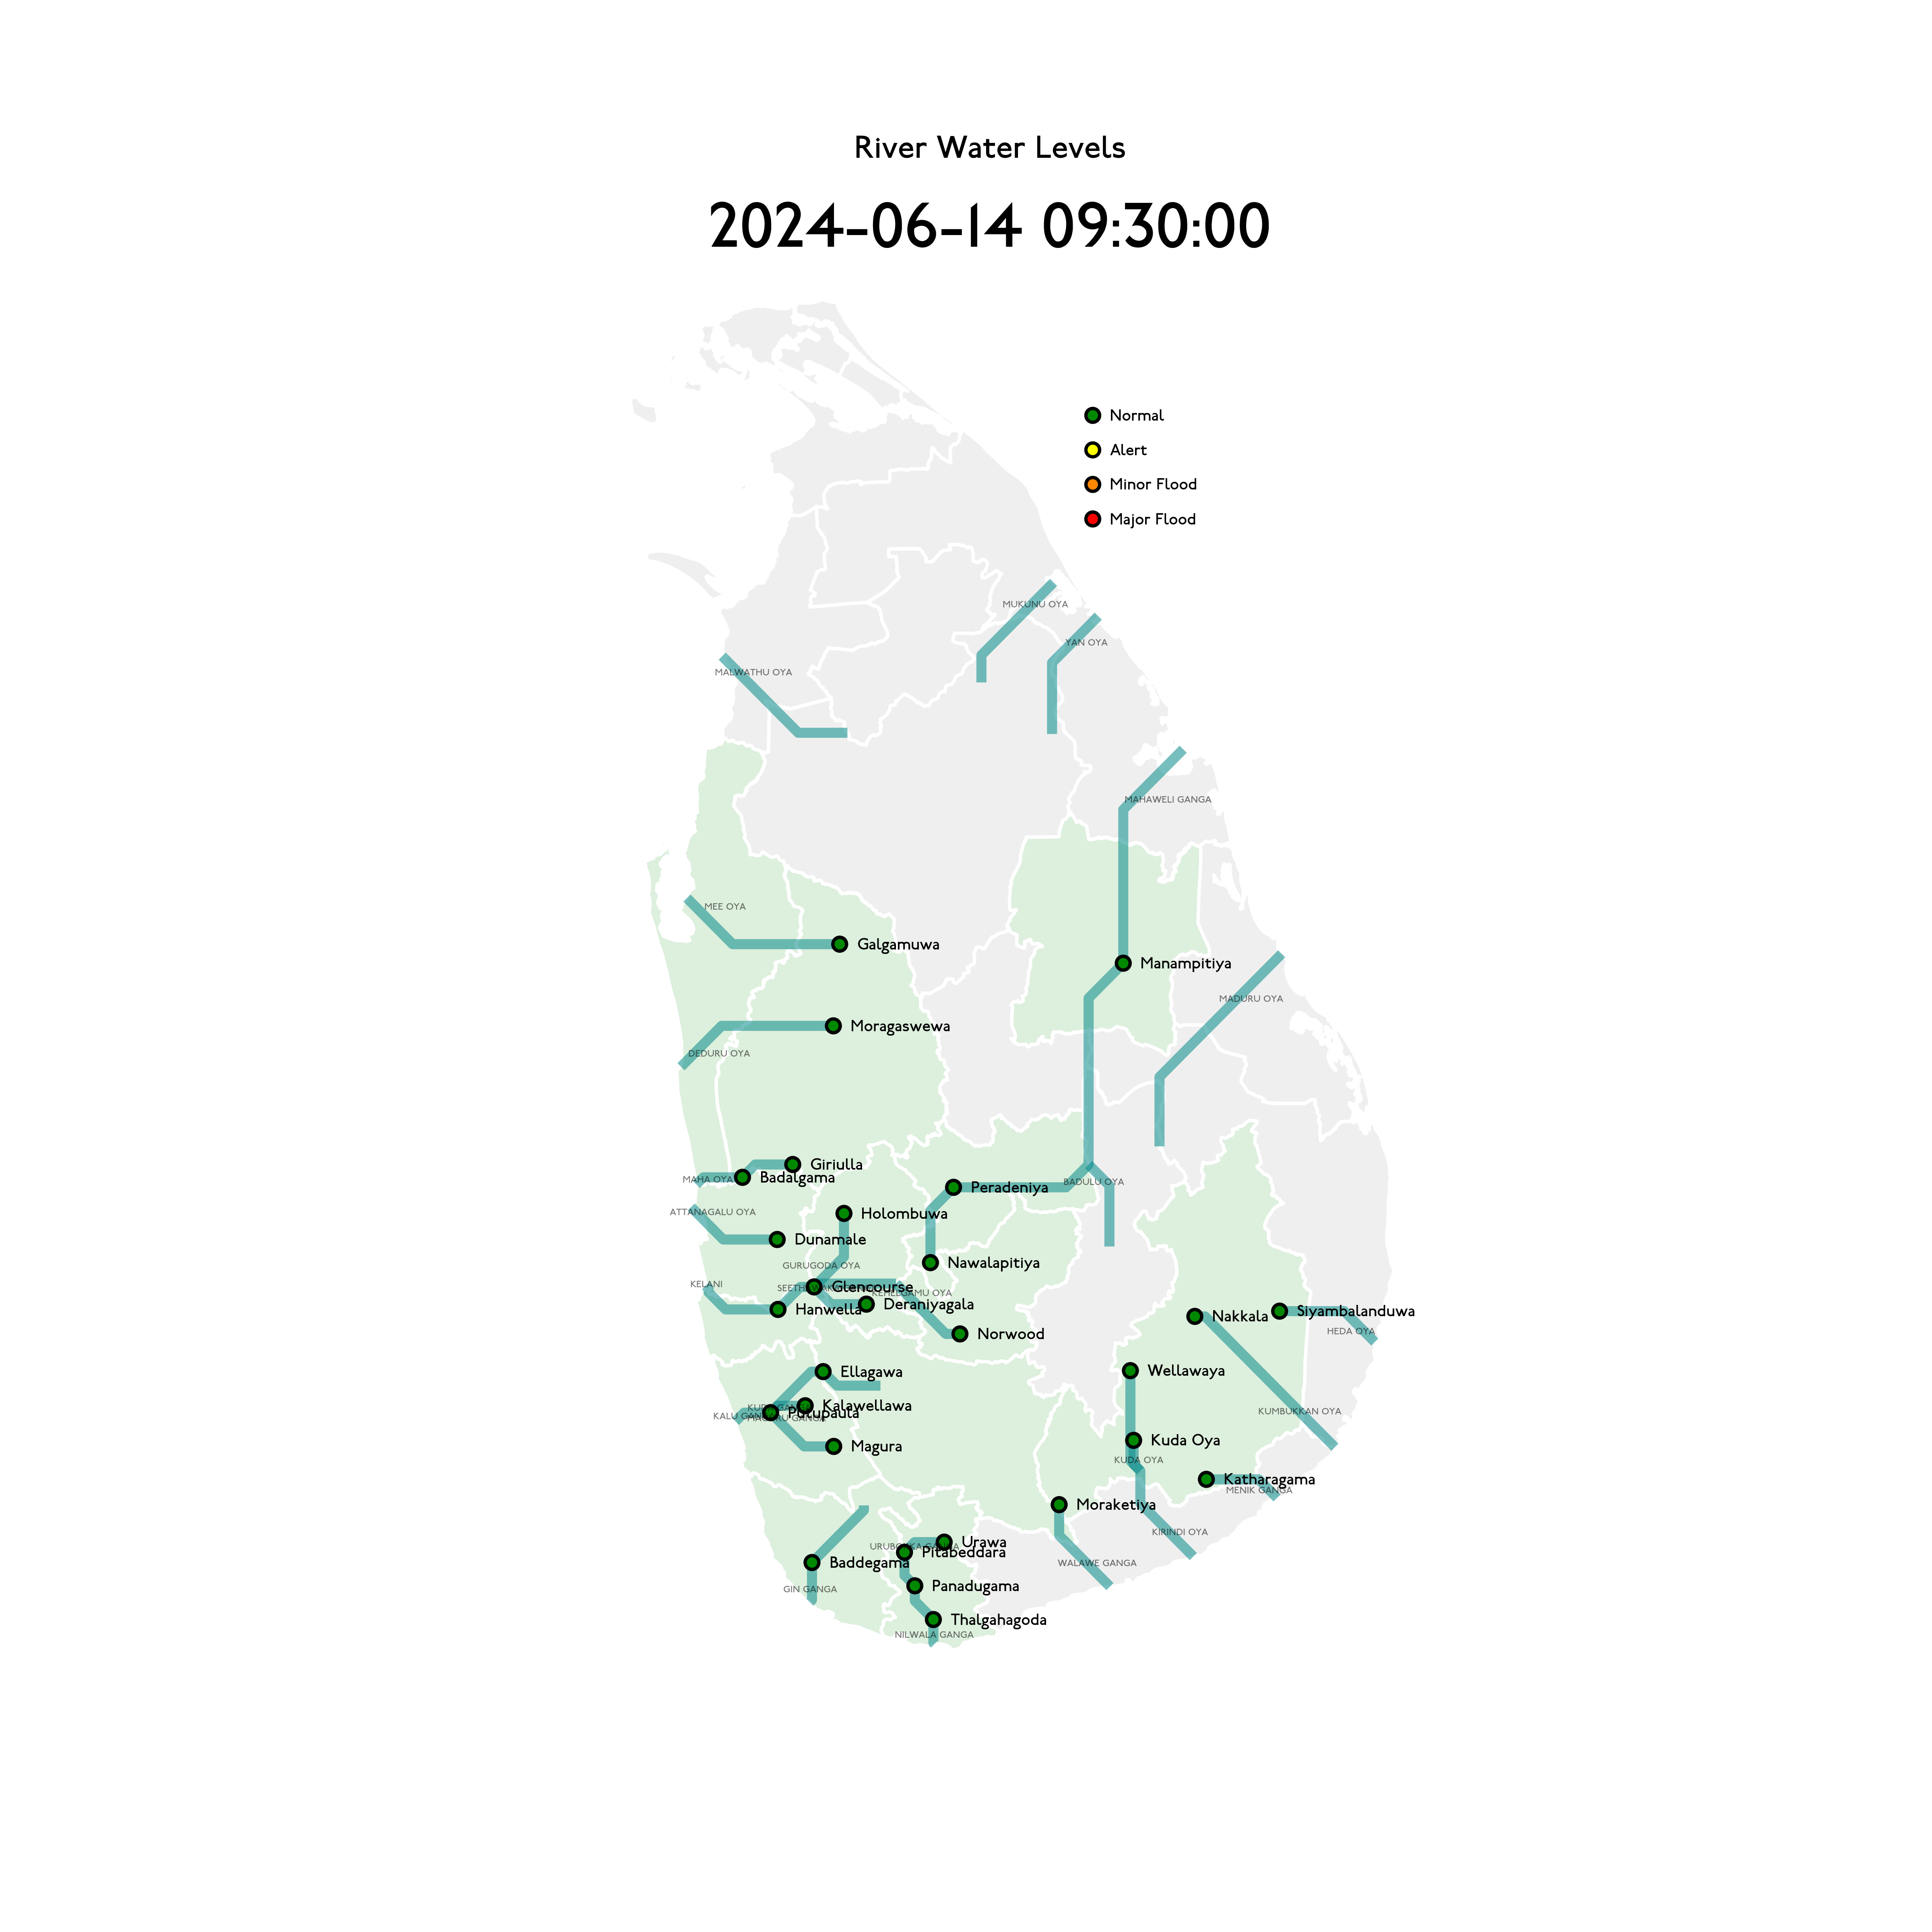 River Water Levels
2024-06-14 09:30:00
Normal
Alert
Minor Flood
Major Flood
MUKUNU OYA
YAN OYA
MALWATHU OYA
MAHAWELI GANGA
MEE OYA
Galgamuwa
Manampitiya
MADURU OYA
Moragaswewa
DEDURU OYA
Giriulla
Badalgama
MAHA OYA
BADULU OYA
Peradeniya
ATTANAGALU OYA
Holombuwa
Dunamale
Nawalapitiya
GURUGODA OYA
KELANI
Glencourse
KEHELGAMU OYA
Deraniyagala
Hanwella
Siyambalanduwa
Nakkala
HEDA OYA
Norwood
Wellawaya
Ellagawa
Kalawellawa
KUMBUKKAN OYA
Putupaula
KALU GANGA
Kuda Oya
Magura
KUDA OYA
Katharagama
MENIK GANGA
Moraketiya
KIRINDI OYA
Urawa
Pitabeddara
Baddegama
WALAWE GANGA
Panadugama
GIN GANGA
Thalgahagoda
NILWALA GANGA